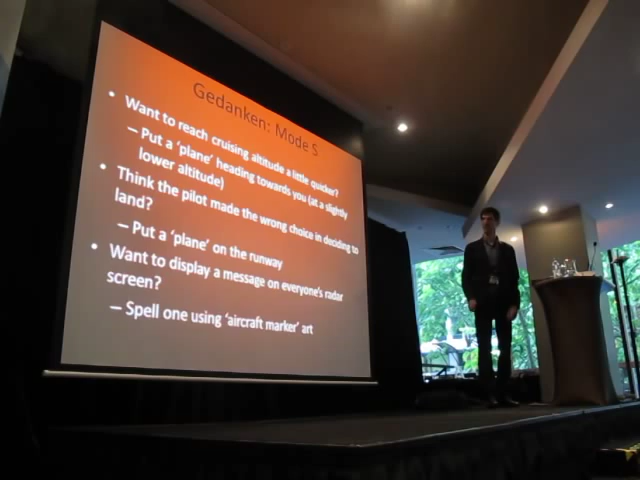 Gedanken: Mode S
• Want to reach cruising altitude a little quicker?
– Put a ‘plane’ heading towards you (at a slightly
lower altitude)
• Think the pilot made the wrong choice in deciding to
land?
– Put a ‘plane’ on the runway
• Want to display a message on everyone’s radar
screen?
– Spell one using ‘aircraft marker’ art